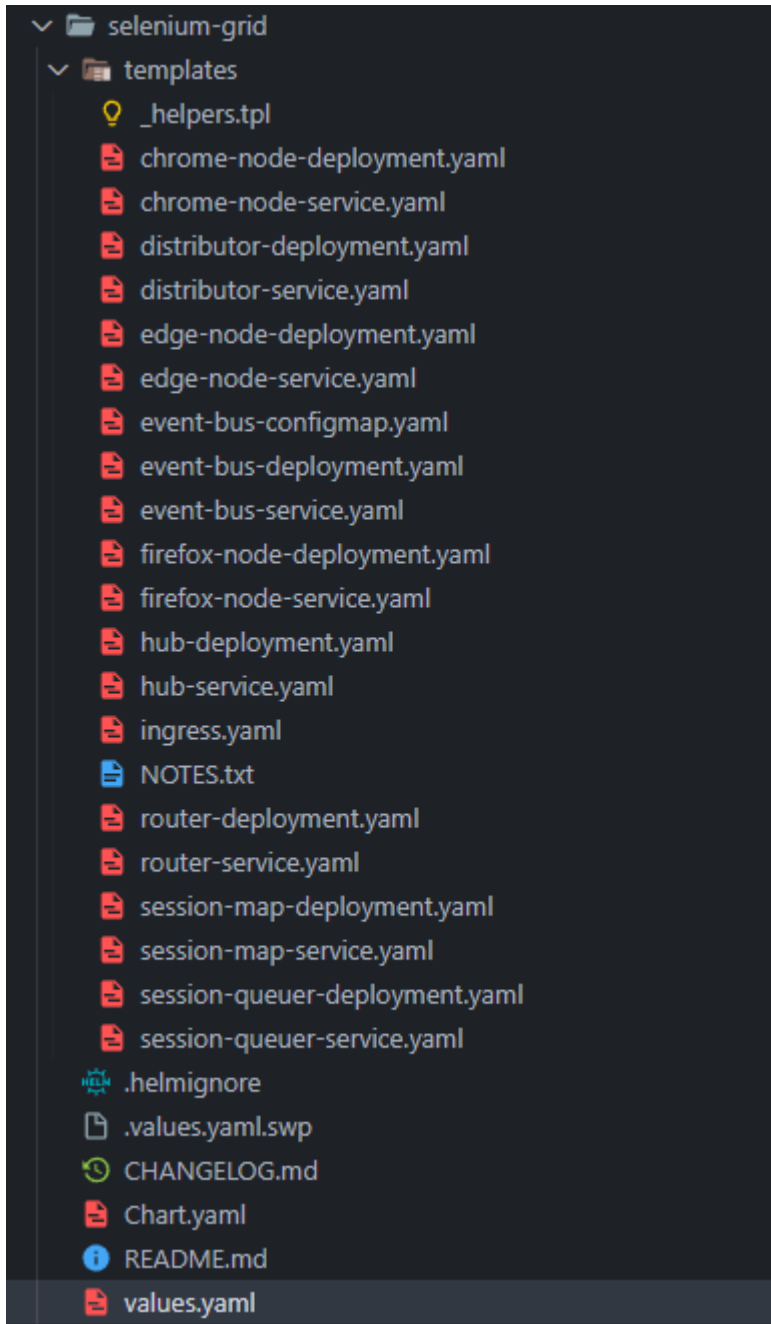 selenium-grid
templates
_helpers.tpl
chrome-node-deployment.yaml
chrome-node-service.yaml
distributor-deployment.yaml
distributor-service.yaml
edge-node-deployment.yaml
edge-node-service.yaml
event-bus-configmap.yaml
event-bus-deployment.yaml
event-bus-service.yaml
firefox-node-deployment.yaml
firefox-node-service.yaml
hub-deployment.yaml
hub-service.yaml
ingress.yaml
NOTES.txt
router-deployment.yaml
router-service.yaml
session-map-deployment.yaml
session-map-service.yaml
session-queuer-deployment.yaml
session-queuer-service.yaml
HELM .helmignore
.values.yaml.swp
CHANGELOG.md
Chart.yaml
README.md
values.yaml